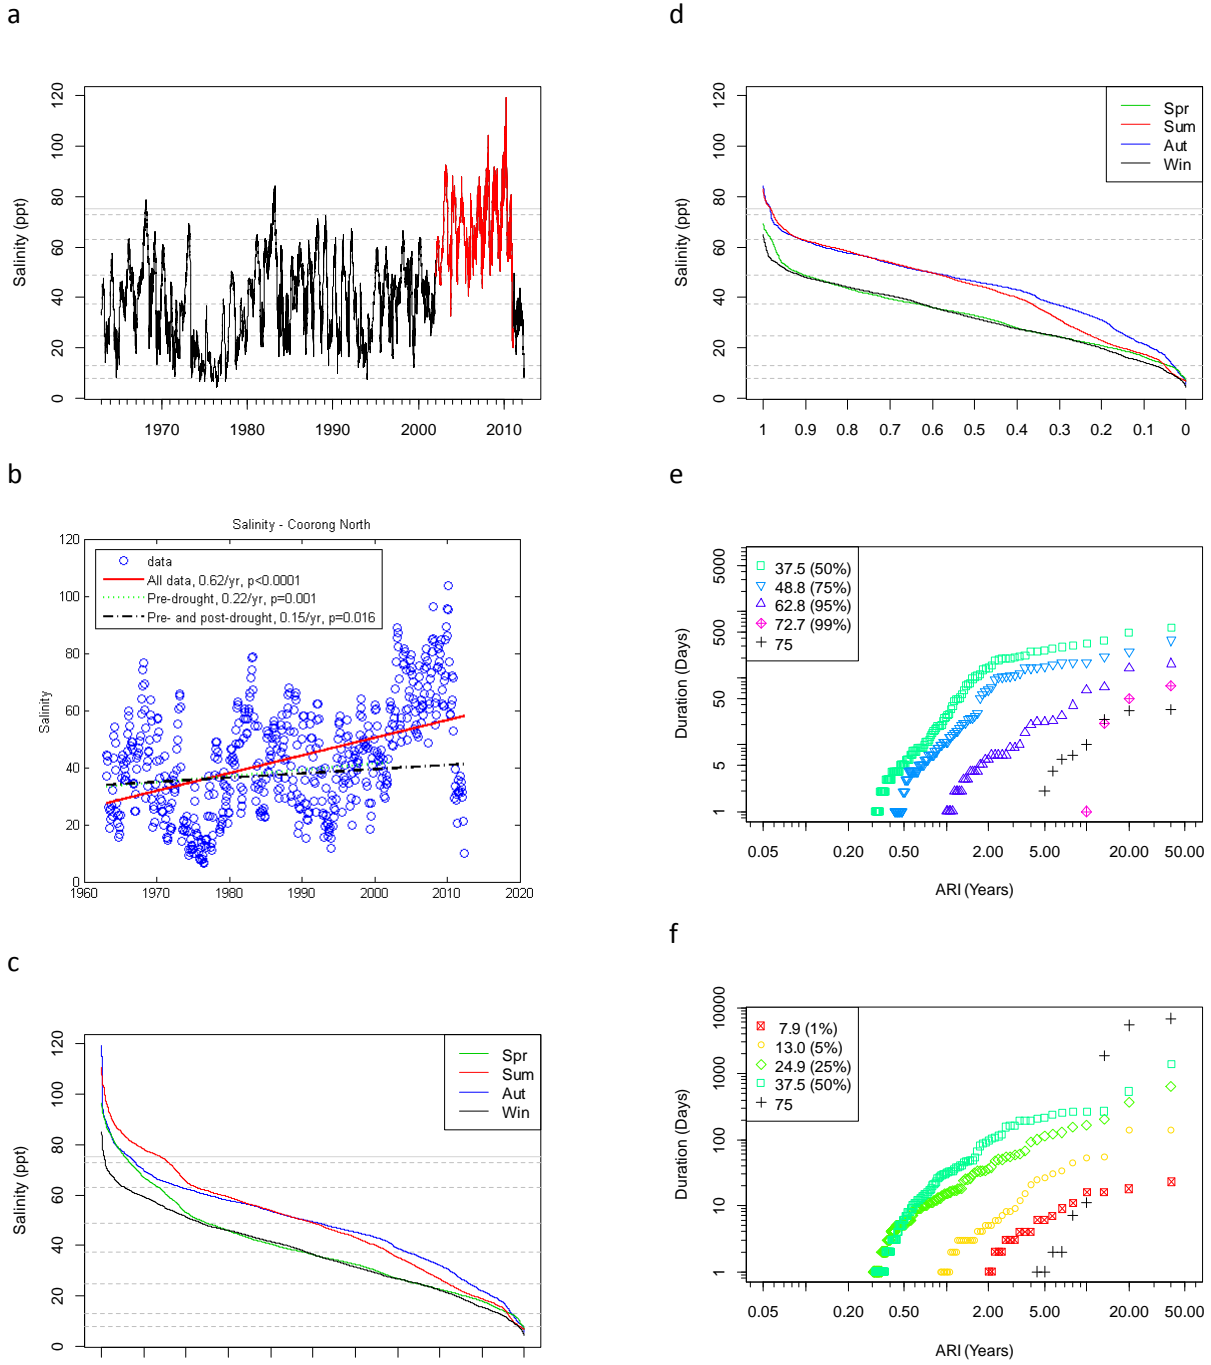 a
120
100
80
60
40
20
0
Salinity (ppt)
1970 1980 1990 2000 2010
b
Salinity - Coorong North
120
100
80
60
40
20
0
Salinity
data
All data, 0.62/yr, p<0.0001
Pre-drought, 0.22/yr, p=0.001
Pre- and post-drought, 0.15/yr, p=0.016
1960 1970 1980 1990 2000 2010 2020
c
120
100
80
60
40
20
0
Salinity (ppt)
Spr
Sum
Aut
Win
d
120
100
80
60
40
20
0
Salinity (ppt)
Spr
Sum
Aut
Win
1 0.9 0.8 0.7 0.6 0.5 0.4 0.3 0.2 0.1 0
e
5000
500
50
5
1
Duration (Days)
37.5 (50%)
48.8 (75%)
62.8 (95%)
72.7 (99%)
75
0.05 0.20 0.50 2.00 5.00 20.00 50.00
ARI (Years)
f
10000
1000
100
10
1
Duration (Days)
7.9 (1%)
13.0 (5%)
24.9 (25%)
37.5 (50%)
75
0.05 0.20 0.50 2.00 5.00 20.00 50.00
ARI (Years)